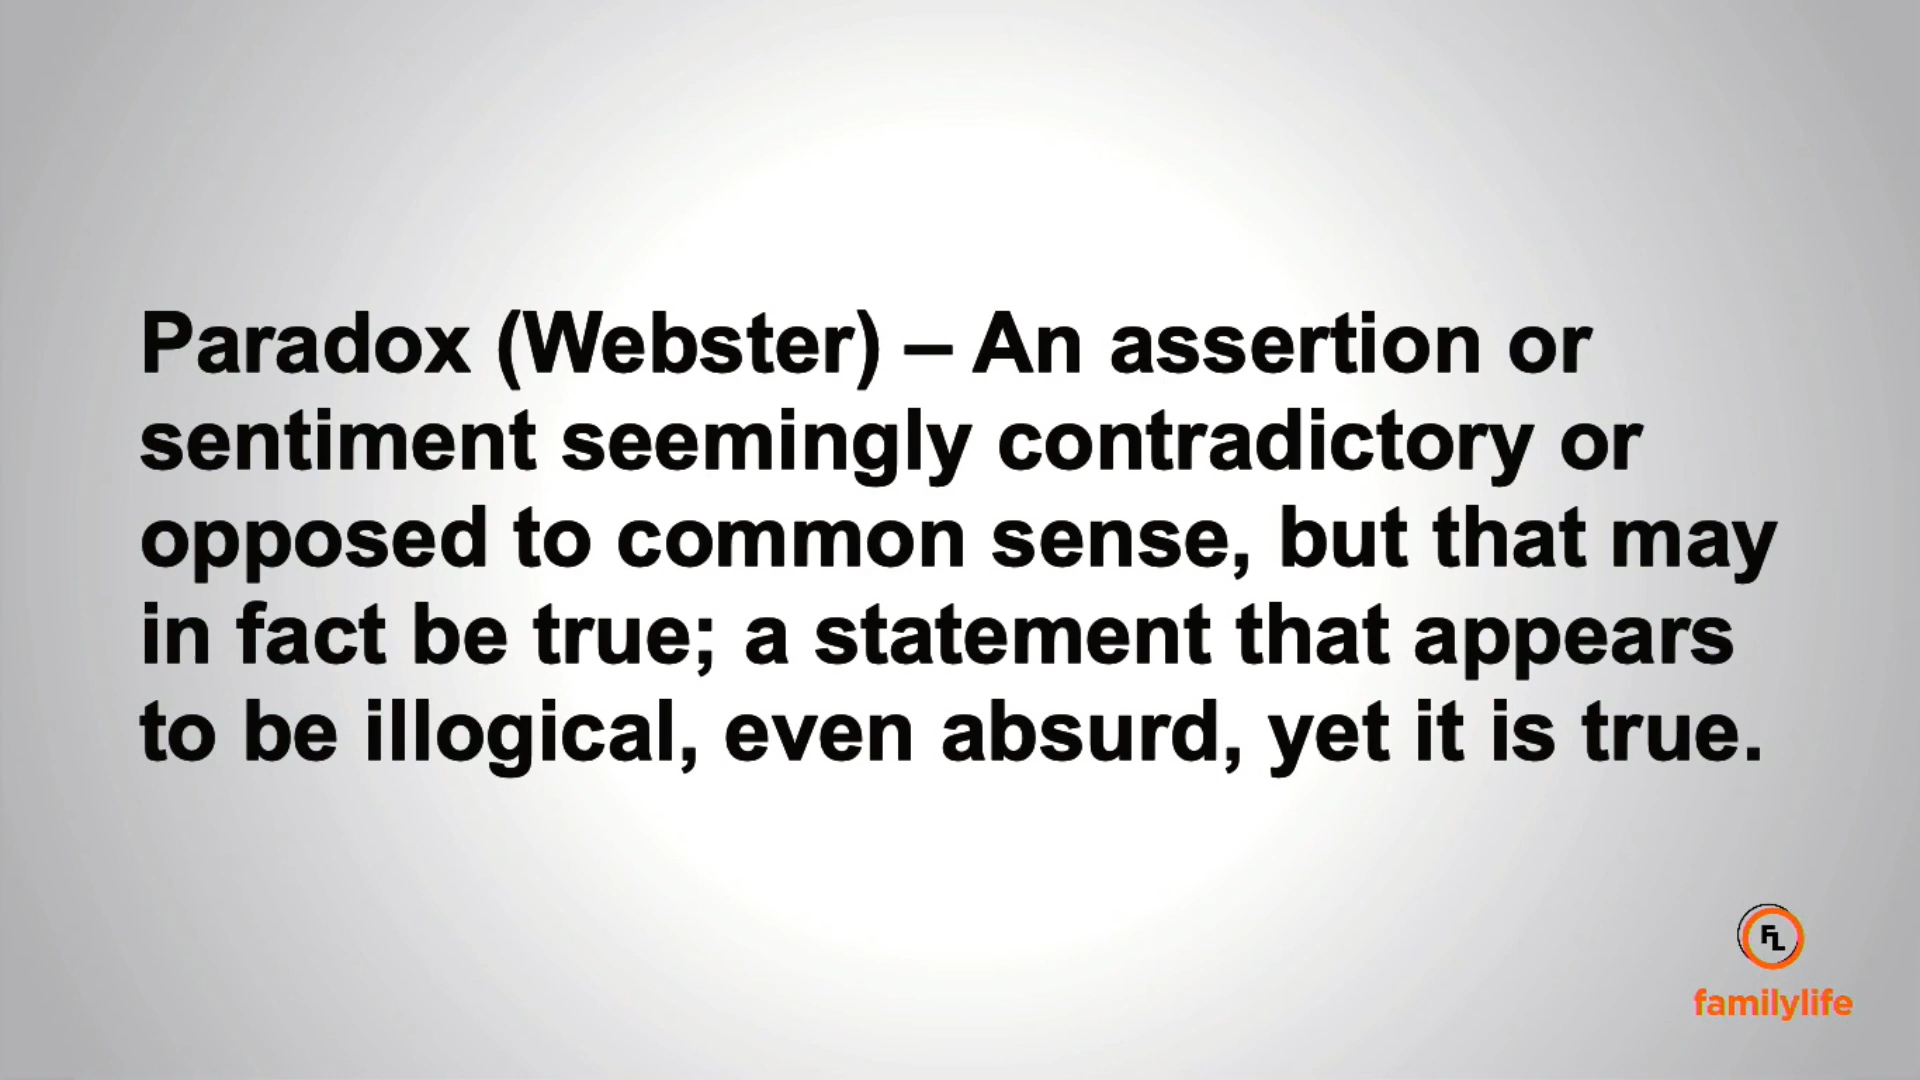 Paradox (Webster) – An assertion or
sentiment seemingly contradictory or
opposed to common sense, but that may
in fact be true; a statement that appears
to be illogical, even absurd, yet it is true.
FL
familylife